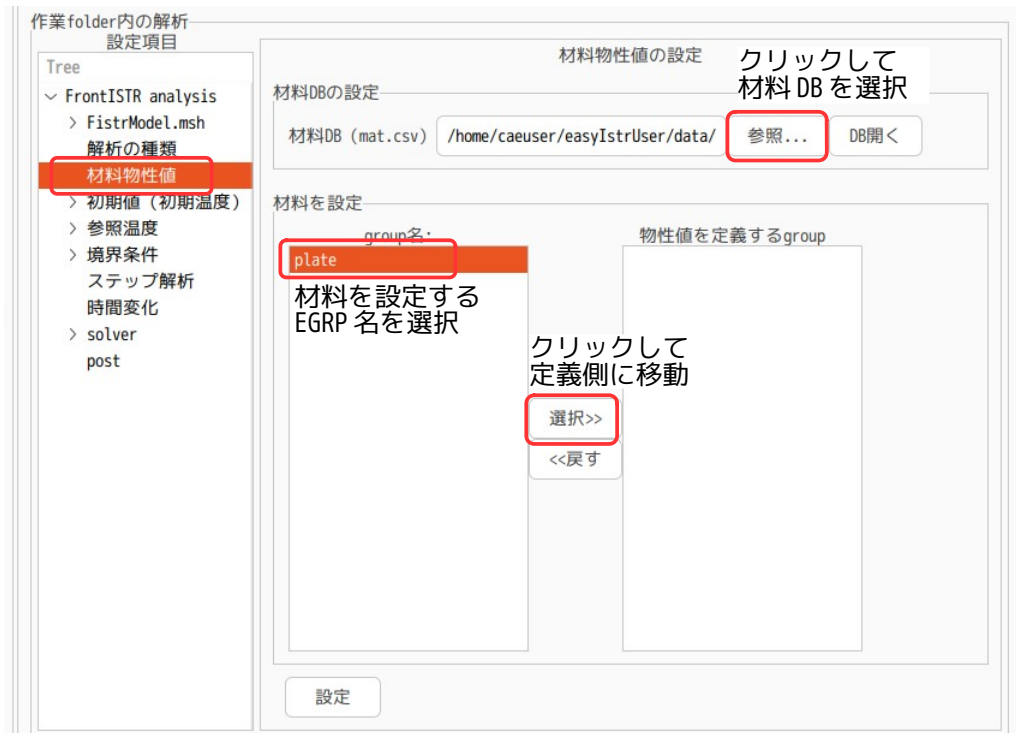 作業folder内の解析
設定項目
Tree
FrontISTR analysis
FistrModel.msh
解析の種類
材料物性値
初期値（初期温度）
参照温度
境界条件
ステップ解析
時間変化
solver
post
材料物性値の設定
クリックして
材料 DB を選択
材料DBの設定
材料DB (mat.csv)
/home/caeuser/easyIstrUser/data/
参照...
DB開く
材料を設定
group名:
plate
材料を設定する
EGRP 名を選択
クリックして
定義側に移動
選択>>
<<戻す
物性値を定義するgroup
設定